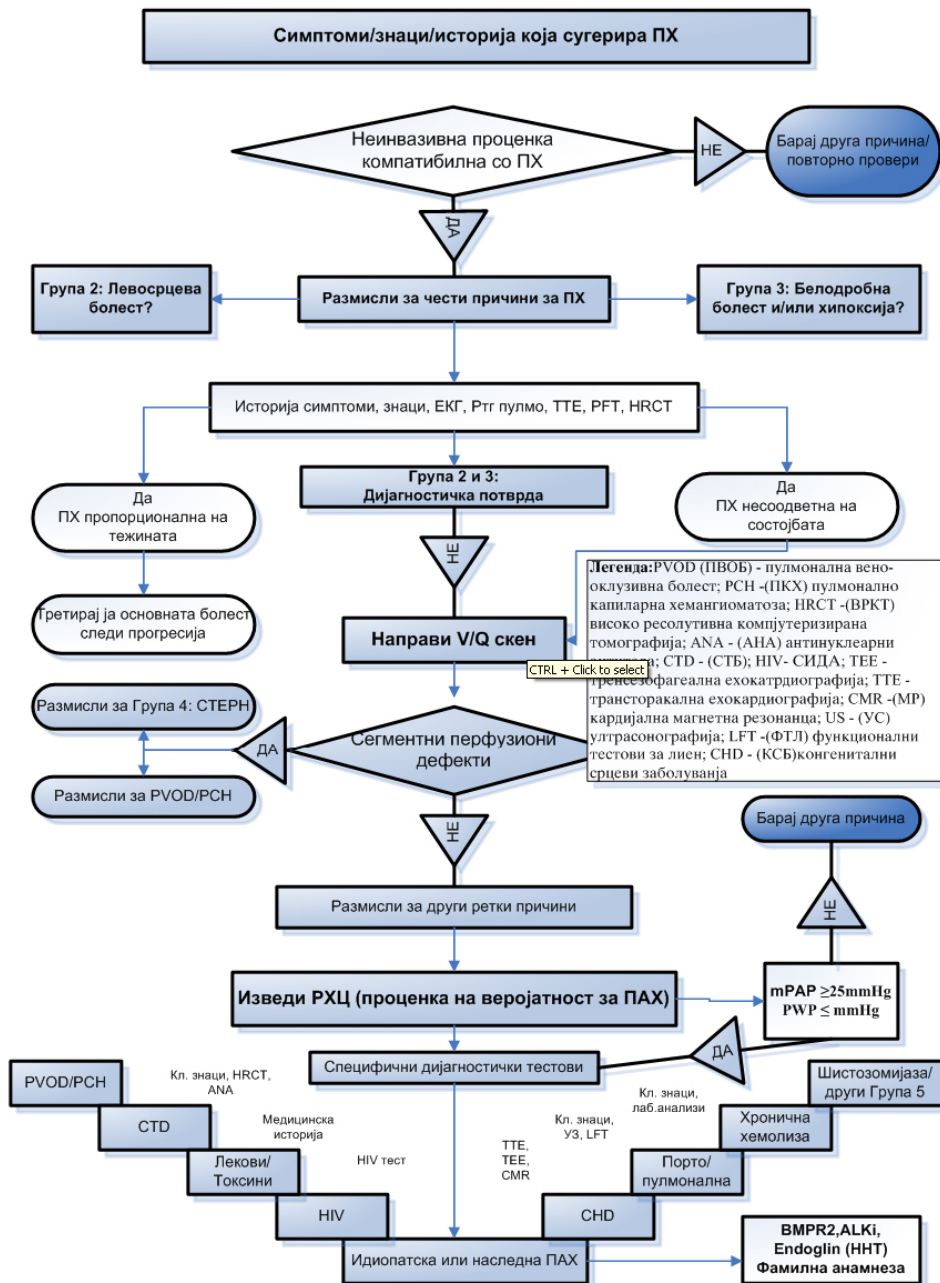 Симптоми/знаци/историја која сугерира ПХ
Неинвазивна проценка
компатибилна со ПХ
НЕ
Барај друга причина/
повторно провери
ДА
Група 2: Левосрцева
болест?
Размисли за чести причини за ПХ
Група 3: Белодробна
болест и/или хипоксија?
Историја симптоми, знаци, ЕКГ, Ртг пулмо, TTE, PFT, HRCT
Да
ПХ пропорционална на
тежината
Група 2 и 3:
Дијагностичка потврда
Да
ПХ несоодветна на
состојбата
НЕ
Третирај ја основната болест
следи прогресија
Направи V/Q скен
Легенда:PVOD (ПВОБ) - пулмонална вено-
оклузивна болест; PCH -(ПКХ) пулмонално
капиларна хемангиоматоза; HRCT -(ВРКТ)
високо ресолутивна компјутеризирана
томографија; ANA - (АНА) антинуклеарни
CTD - (СТБ); HIV- СИДА; TEE -
тренсезофагеална ехокатрдиографија; TTE -
трансторакална ехокардиографија; CMR -(МР)
кардијална магнетна резонанца; US - (УС)
ултрасонографија; LFT -(ФТЛ) функционални
тестови за лиен; CHD - (КСБ)конгенитални
срцеви заболувања
CTRL + Click to select
Размисли за Група 4: CTEPH
ДА
Сегментни перфузиони
дефекти
Размисли за PVOD/PCH
НЕ
Барај друга причина
НЕ
Размисли за други ретки причини
Изведи РХЦ (проценка на веројатност за ПАХ)
mPAP ≥25mmHg
PWP ≤ mmHg
ДА
Специфични дијагностички тестови
PVOD/PCH
Кл. знаци, HRCT,
ANA
CTD
Медицинска
историја
Лекови/
Токсини
HIV тест
HIV
TTE,
TEE,
CMR
CHD
Кл. знаци,
УЗ, LFT
Порто/
пулмонална
Кл. знаци,
лаб.анализи
Хронична
хемолиза
Шистозомијаза/
други Група 5
Идиопатска или наследна ПАХ
BMPR2,ALKi,
Endoglin (HHT)
Фамилна анамнеза